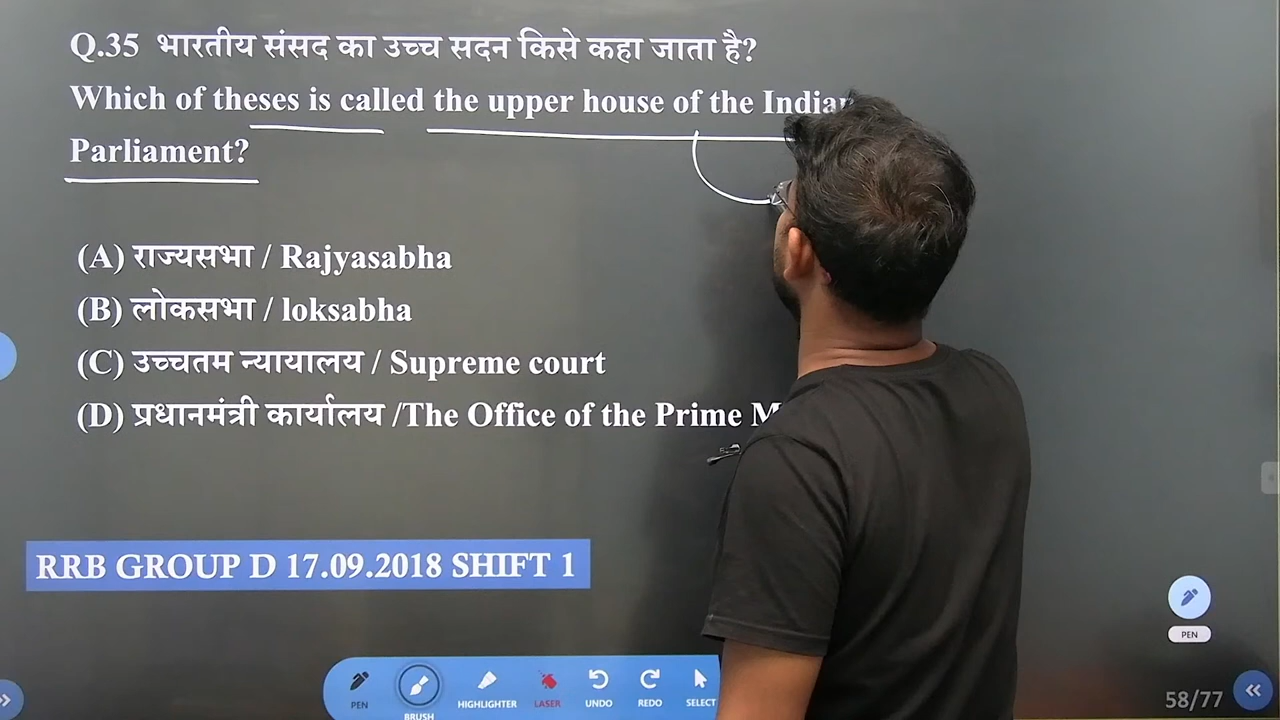 Q.35 भारतीय संसद का उच्च सदन किसे कहा जाता है?
Which of theses is called the upper house of the
Parliament?
(A) राज्यसभा / Rajyasabha
(B) लोकसभा / loksabha
(C) उच्चतम न्यायालय / Supreme court
(D) प्रधानमंत्री कार्यालय /The Office of the Prime
RRB GROUP D 17.09.2018 SHIFT 1
PEN
PEN BRUSH HIGHLIGHTER LASER UNDO REDO SELECT
58/77